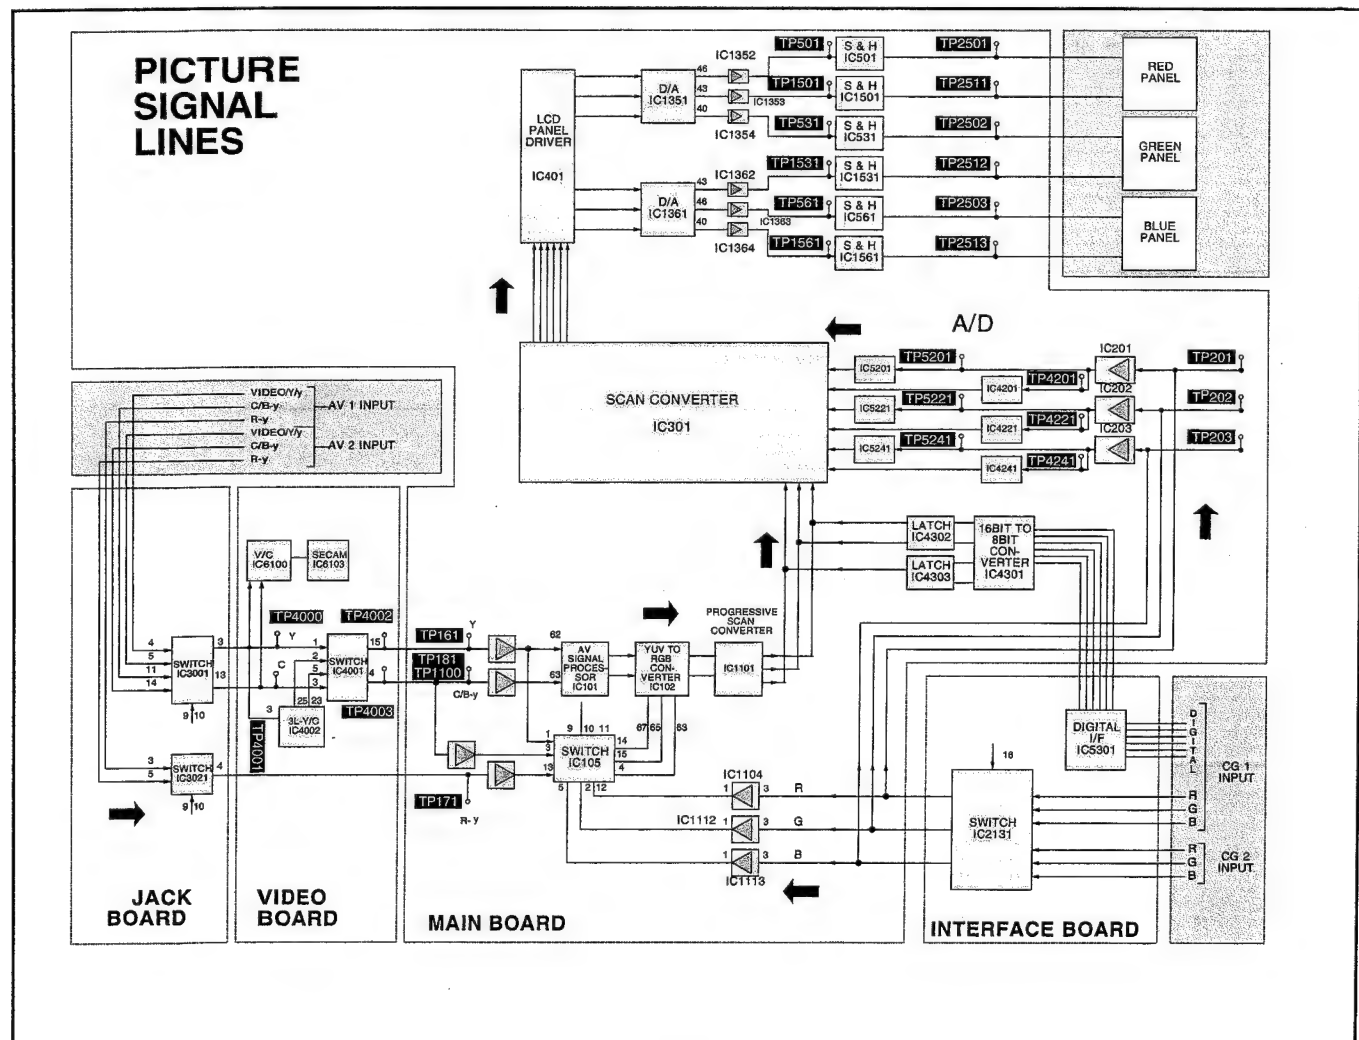 PICTURE
SIGNAL
LINES
LCD
PANEL
DRIVER
IC401
D/A
IC1351
46
43
40
IC1352
IC1353
IC1354
D/A
IC1361
43
46
40
IC1362
IC1363
IC1364
TP501
S & H
IC501
TP2501
TP1501
S & H
IC1501
TP2511
TP531
S & H
IC531
TP2502
TP1531
S & H
IC1531
TP2512
TP561
S & H
IC561
TP2503
TP1561
S & H
IC1561
TP2513
RED
PANEL
GREEN
PANEL
BLUE
PANEL
A/D
SCAN CONVERTER
IC301
IC5201
TP5201
IC4201
TP4201
IC201
TP201
IC5221
TP5221
IC4221
TP4221
IC202
TP202
IC5241
TP5241
IC4241
TP4241
IC203
TP203
VIDEO/Y/y
C/B-y
R-y
AV 1 INPUT
VIDEO/Y/y
C/B-y
R-y
AV 2 INPUT
LATCH
IC4302
LATCH
IC4303
16BIT TO
8BIT
CON-
VERTER
IC4301
V/C
IC6100
SECAM
IC6103
TP4000
TP4002
Y
C
4
5
11
14
SWITCH
IC3001
3
13
9 10
1
2
5
3
SWITCH
IC4001
15
4
TP4003
25 23
3
3L-Y/C
IC4002
TP4001
3
5
SWITCH
IC3021
4
9 10
TP161
Y
TP181
TP1100
C/B-y
62
63
AV
SIGNAL
PROCES-
SOR
IC101
YUV TO
RGB
CON-
VERTER
IC102
PROGRESSIVE
SCAN
CONVERTER
IC1101
67 65 63
9 10 11
1
3
13
SWITCH
IC105
14
15
4
5 2 12
TP171
R-y
IC1104
1 3
R
IC1112
1 3
G
IC1113
1 3
B
16
SWITCH
IC2131
DIGITAL
I/F
IC5301
DIGITAL
R
G
B
CG 1
INPUT
R
G
B
CG 2
INPUT
JACK
BOARD
VIDEO
BOARD
MAIN BOARD
INTERFACE BOARD